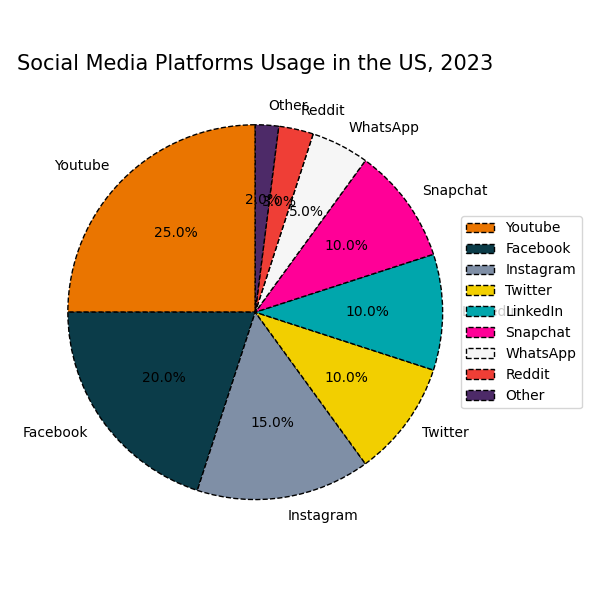 Social Media Platforms Usage in the US, 2023
Other
Reddit
WhatsApp
Youtube
Snapchat
2.0%
3.0%
5.0%
25.0%
10.0%
10.0%
20.0%
10.0%
15.0%
Facebook
Twitter
Instagram
Youtube
Facebook
Instagram
Twitter
LinkedIn
Snapchat
WhatsApp
Reddit
Other